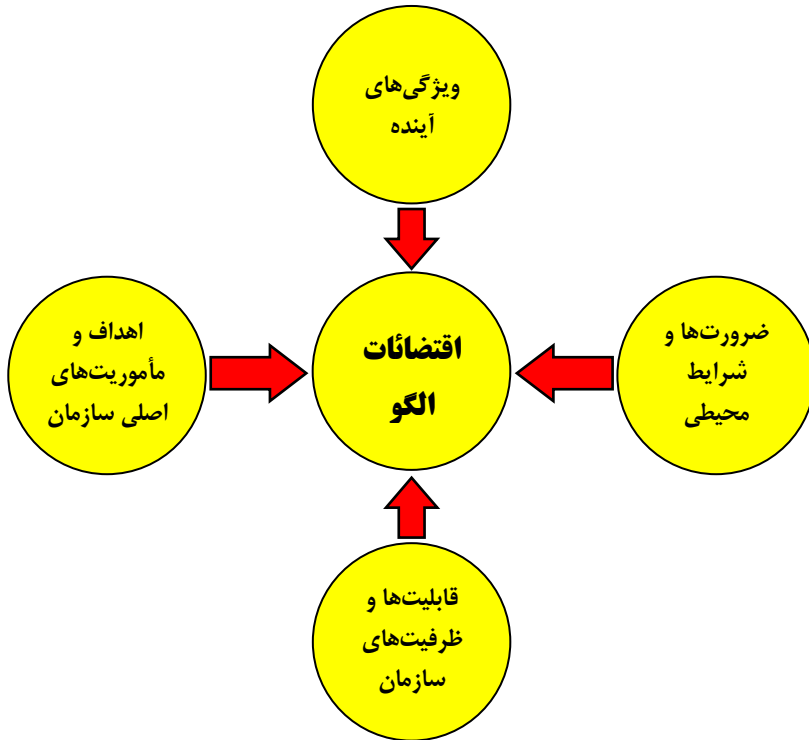 ویژگی‌های
آینده
ضرورت‌ها و
شرایط
محیطی
اقتضائات
الگو
اهداف و
مأموریت‌های
اصلی سازمان
قابلیت‌ها و
ظرفیت‌های
سازمان